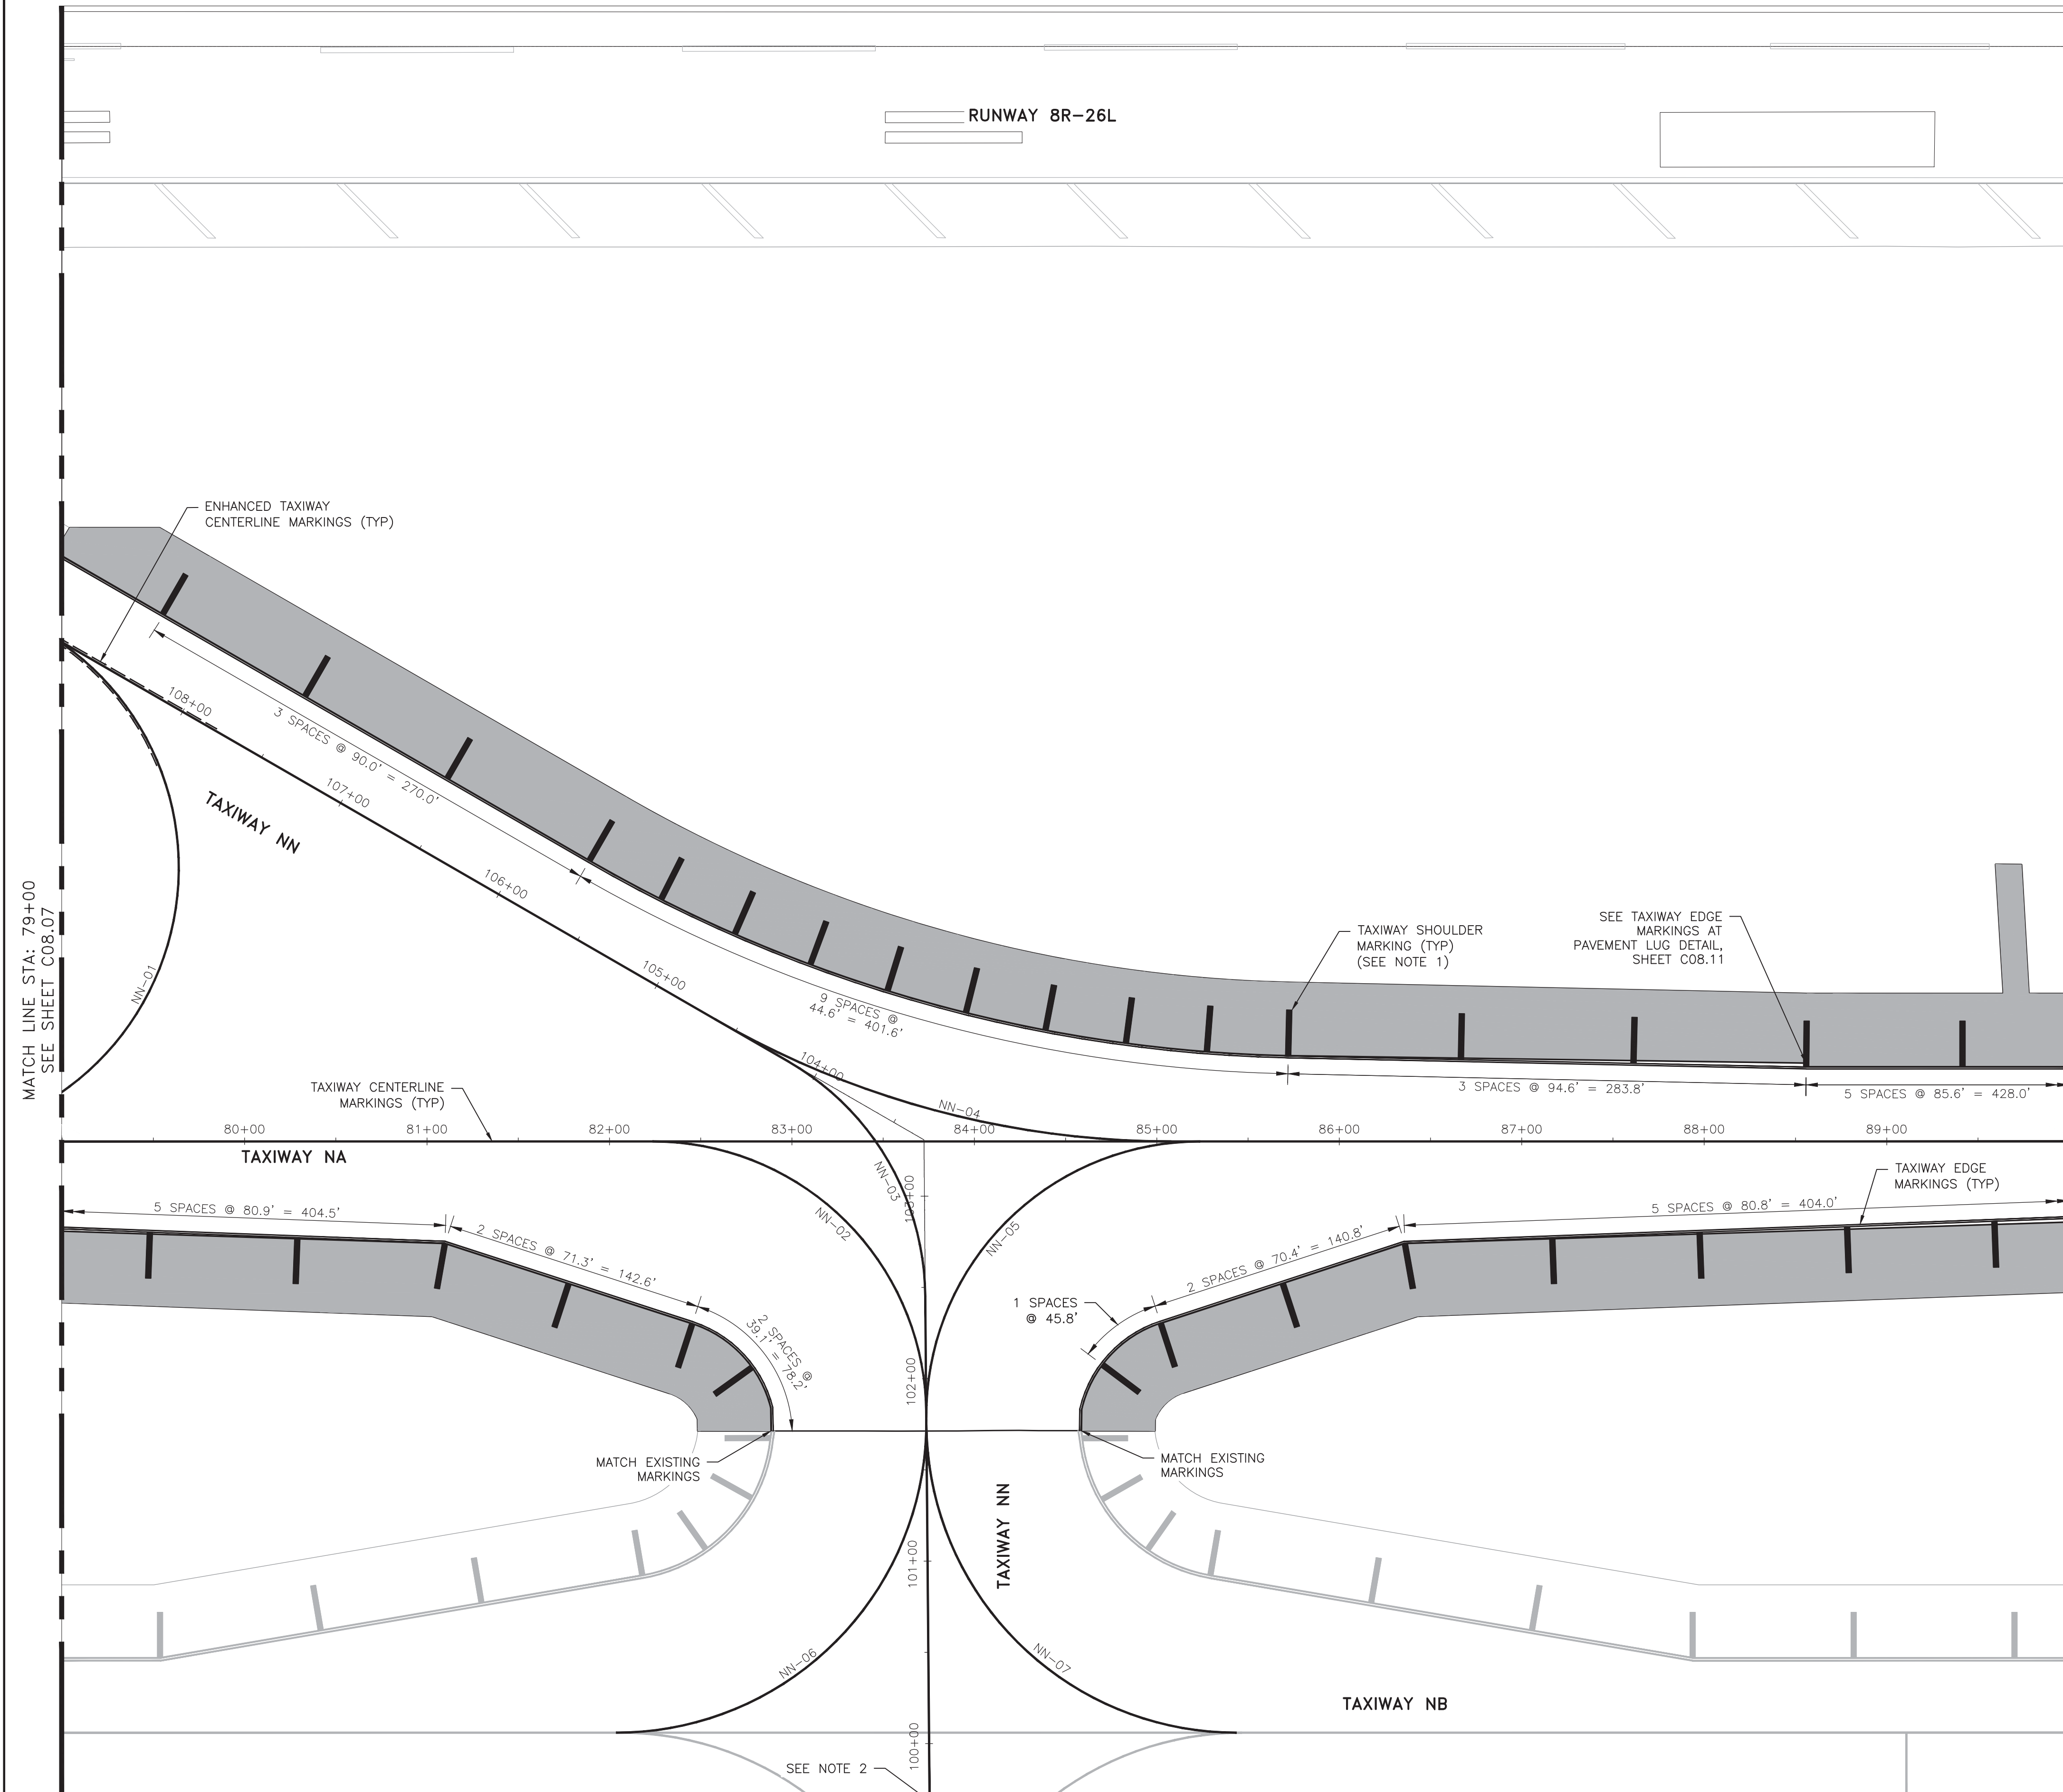 RUNWAY 8R-26L
ENHANCED TAXIWAY
CENTERLINE MARKINGS (TYP)
108+00
3 SPACES @ 90.0' = 270.0'
107+00
TAXIWAY NN
106+00
MATCH LINE STA: 79+00
SEE SHEET C08.07
NN-01
105+00
9 SPACES @
44.6' = 401.6'
TAXIWAY SHOULDER
MARKING (TYP)
(SEE NOTE 1)
SEE TAXIWAY EDGE
MARKINGS AT
PAVEMENT LUG DETAIL,
SHEET C08.11
104+00
TAXIWAY CENTERLINE
MARKINGS (TYP)
NN-04
3 SPACES @ 94.6' = 283.8'
5 SPACES @ 85.6' = 428.0'
80+00
81+00
82+00
83+00
84+00
85+00
86+00
87+00
88+00
89+00
TAXIWAY NA
NN-03
103+00
TAXIWAY EDGE
MARKINGS (TYP)
5 SPACES @ 80.9' = 404.5'
5 SPACES @ 80.8' = 404.0'
2 SPACES @ 71.3' = 142.6'
NN-02
NN-05
2 SPACES @ 70.4' = 140.8'
1 SPACES
@ 45.8'
2 SPACES @
39.1' = 78.2'
102+00
MATCH EXISTING
MARKINGS
MATCH EXISTING
MARKINGS
TAXIWAY NN
101+00
NN-06
NN-07
TAXIWAY NB
100+00
SEE NOTE 2